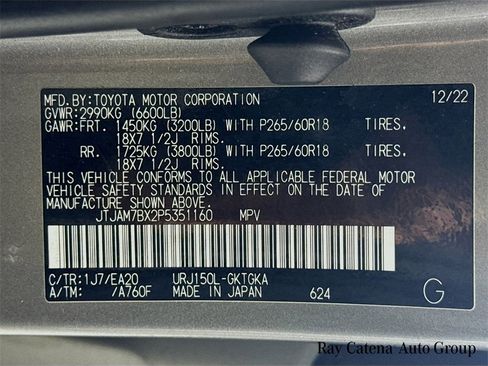 MFD.BY:TOYOTA MOTOR CORPORATION 12/22
GVWR:2990KG (6600LB)
GAWR:FRT. 1450KG (3200LB) WITH P265/60R18 TIRES.
18X7 1/2J RIMS.
RR. 1725KG (3800LB) WITH P265/60R18 TIRES.
18X7 1/2J RIMS.
THIS VEHICLE CONFORMS TO ALL APPLICABLE FEDERAL MOTOR
VEHICLE SAFETY STANDARDS IN EFFECT ON THE DATE OF
MANUFACTURE SHOWN ABOVE.
JTJAM7BX2P5351160 MPV
C/TR:1J7/EA20 URJ150L-GKTGKA
A/TM: /A760F MADE IN JAPAN 624 G
Ray Catena Auto Group